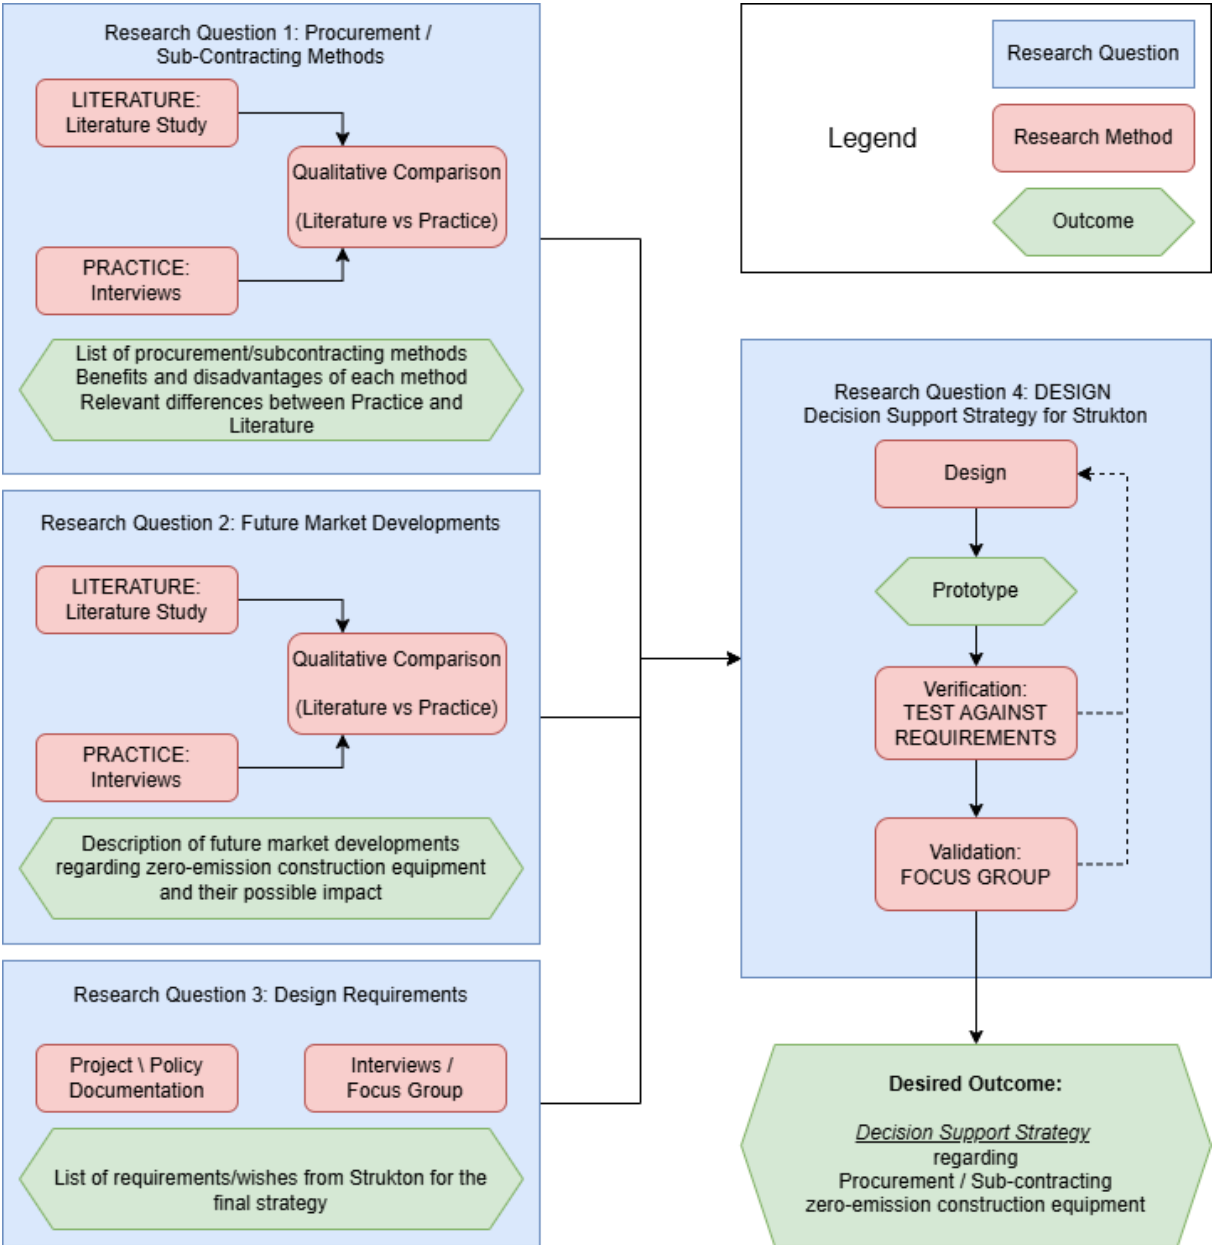 Research Question 1: Procurement /
Sub-Contracting Methods
LITERATURE:
Literature Study
Qualitative Comparison
(Literature vs Practice)
PRACTICE:
Interviews
List of procurement/subcontracting methods
Benefits and disadvantages of each method
Relevant differences between Practice and
Literature
Research Question 2: Future Market Developments
LITERATURE:
Literature Study
Qualitative Comparison
(Literature vs Practice)
PRACTICE:
Interviews
Description of future market developments
regarding zero-emission construction equipment
and their possible impact
Research Question 3: Design Requirements
Project \ Policy
Documentation
Interviews /
Focus Group
List of requirements/wishes from Strukton for the
final strategy
Legend
Research Question
Research Method
Outcome
Research Question 4: DESIGN
Decision Support Strategy for Strukton
Design
Prototype
Verification:
TEST AGAINST
REQUIREMENTS
Validation:
FOCUS GROUP
Desired Outcome:
Decision Support Strategy
regarding
Procurement / Sub-contracting
zero-emission construction equipment